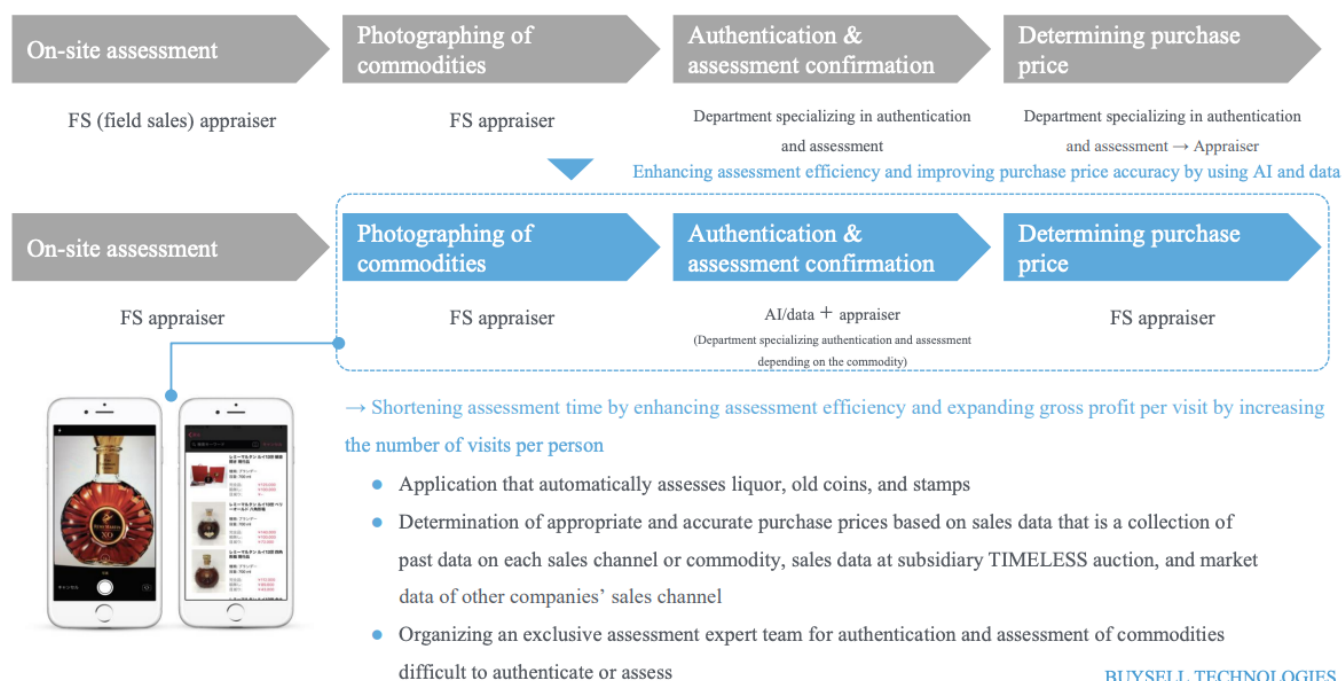 On-site assessment
Photographing of
commodities
Authentication &
assessment confirmation
Determining purchase
price
FS (field sales) appraiser
FS appraiser
Department specializing in authentication
and assessment
Department specializing in authentication
and assessment → Appraiser
Enhancing assessment efficiency and improving purchase price accuracy by using AI and data
On-site assessment
Photographing of
commodities
Authentication &
assessment confirmation
Determining purchase
price
FS appraiser
FS appraiser
AI/data + appraiser
(Department specializing authentication and assessment
depending on the commodity)
FS appraiser
→ Shortening assessment time by enhancing assessment efficiency and expanding gross profit per visit by increasing
the number of visits per person
● Application that automatically assesses liquor, old coins, and stamps
● Determination of appropriate and accurate purchase prices based on sales data that is a collection of
past data on each sales channel or commodity, sales data at subsidiary TIMELESS auction, and market
data of other companies’ sales channel
● Organizing an exclusive assessment expert team for authentication and assessment of commodities
difficult to authenticate or assess
XO
キャンセル
BUYSELL TECHNOLOGIES